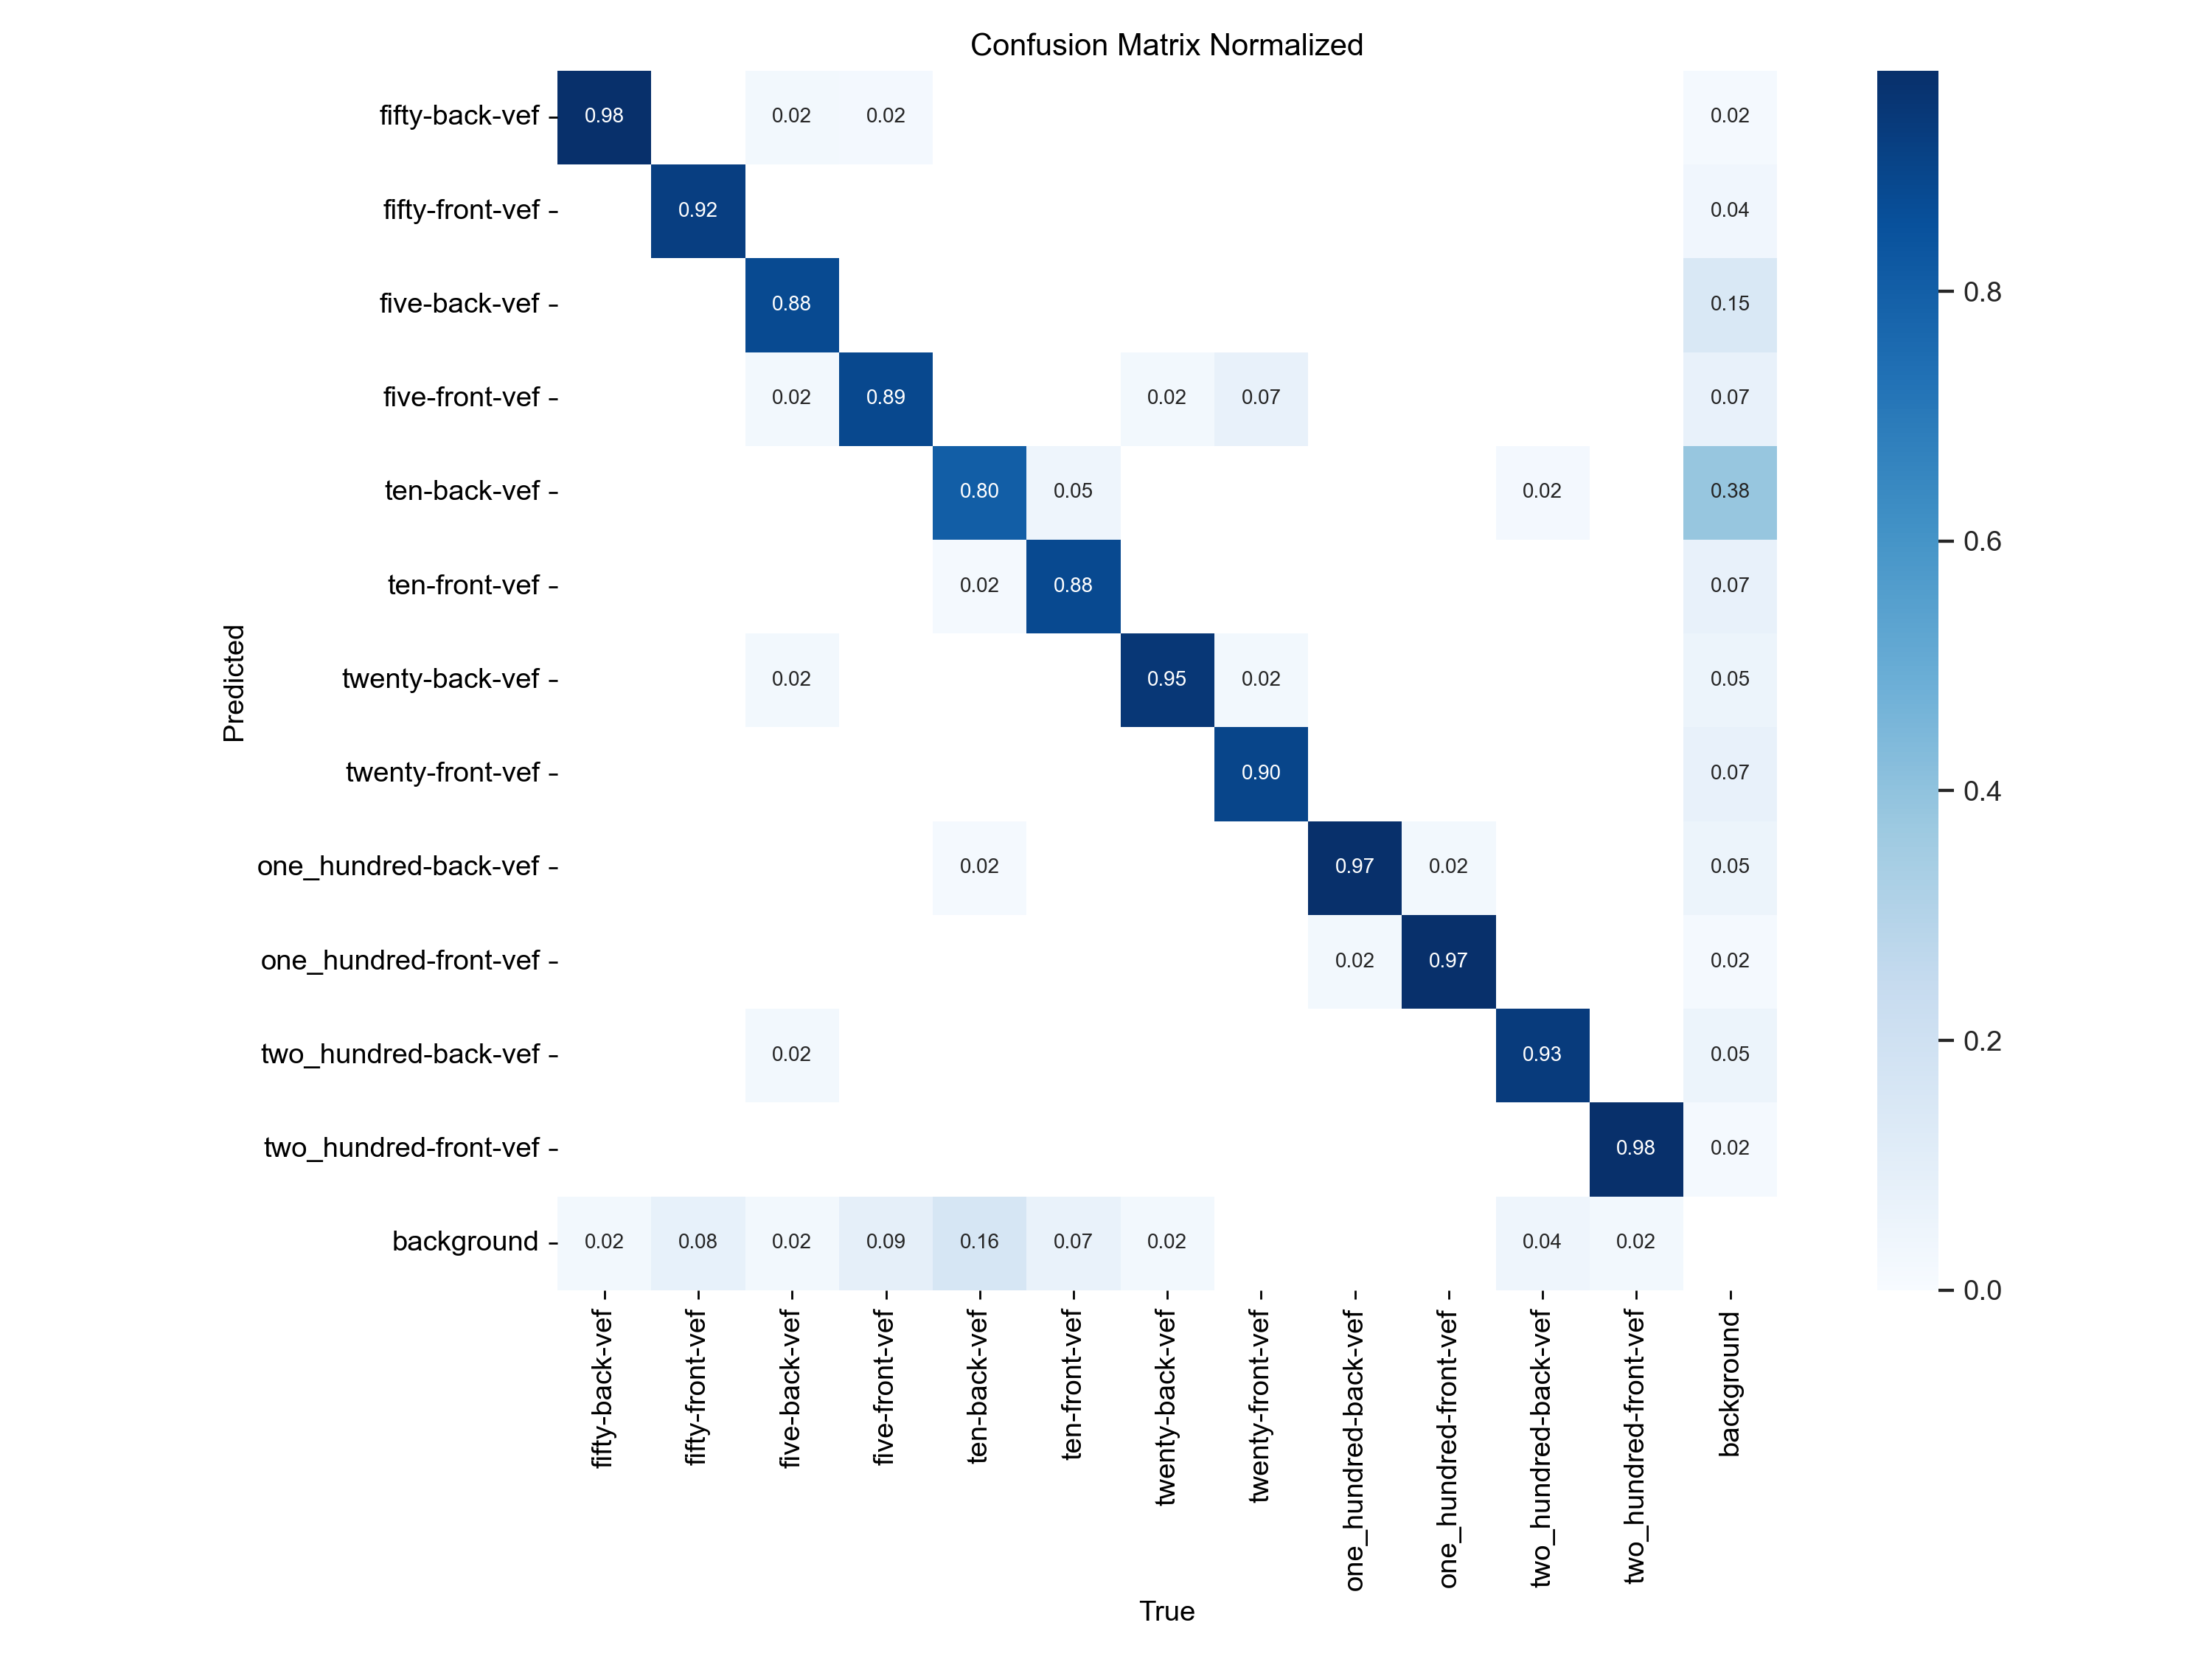 Confusion Matrix Normalized
fifty-back-vef 0.98 0.02 0.02 0.02
fifty-front-vef 0.92 0.04
five-back-vef 0.88 0.15
five-front-vef 0.02 0.89 0.02 0.07 0.07
ten-back-vef 0.80 0.05 0.02 0.38
ten-front-vef 0.02 0.88 0.07
twenty-back-vef 0.02 0.95 0.02 0.05
twenty-front-vef 0.90 0.07
one_hundred-back-vef 0.02 0.97 0.02 0.05
one_hundred-front-vef 0.02 0.97 0.02
two_hundred-back-vef 0.02 0.93 0.05
two_hundred-front-vef 0.98 0.02
background 0.02 0.08 0.02 0.09 0.16 0.07 0.02 0.04 0.02
Predicted
fifty-back-vef
fifty-front-vef
five-back-vef
five-front-vef
ten-back-vef
ten-front-vef
twenty-back-vef
twenty-front-vef
one_hundred-back-vef
one_hundred-front-vef
two_hundred-back-vef
two_hundred-front-vef
background
True
0.8
0.6
0.4
0.2
0.0